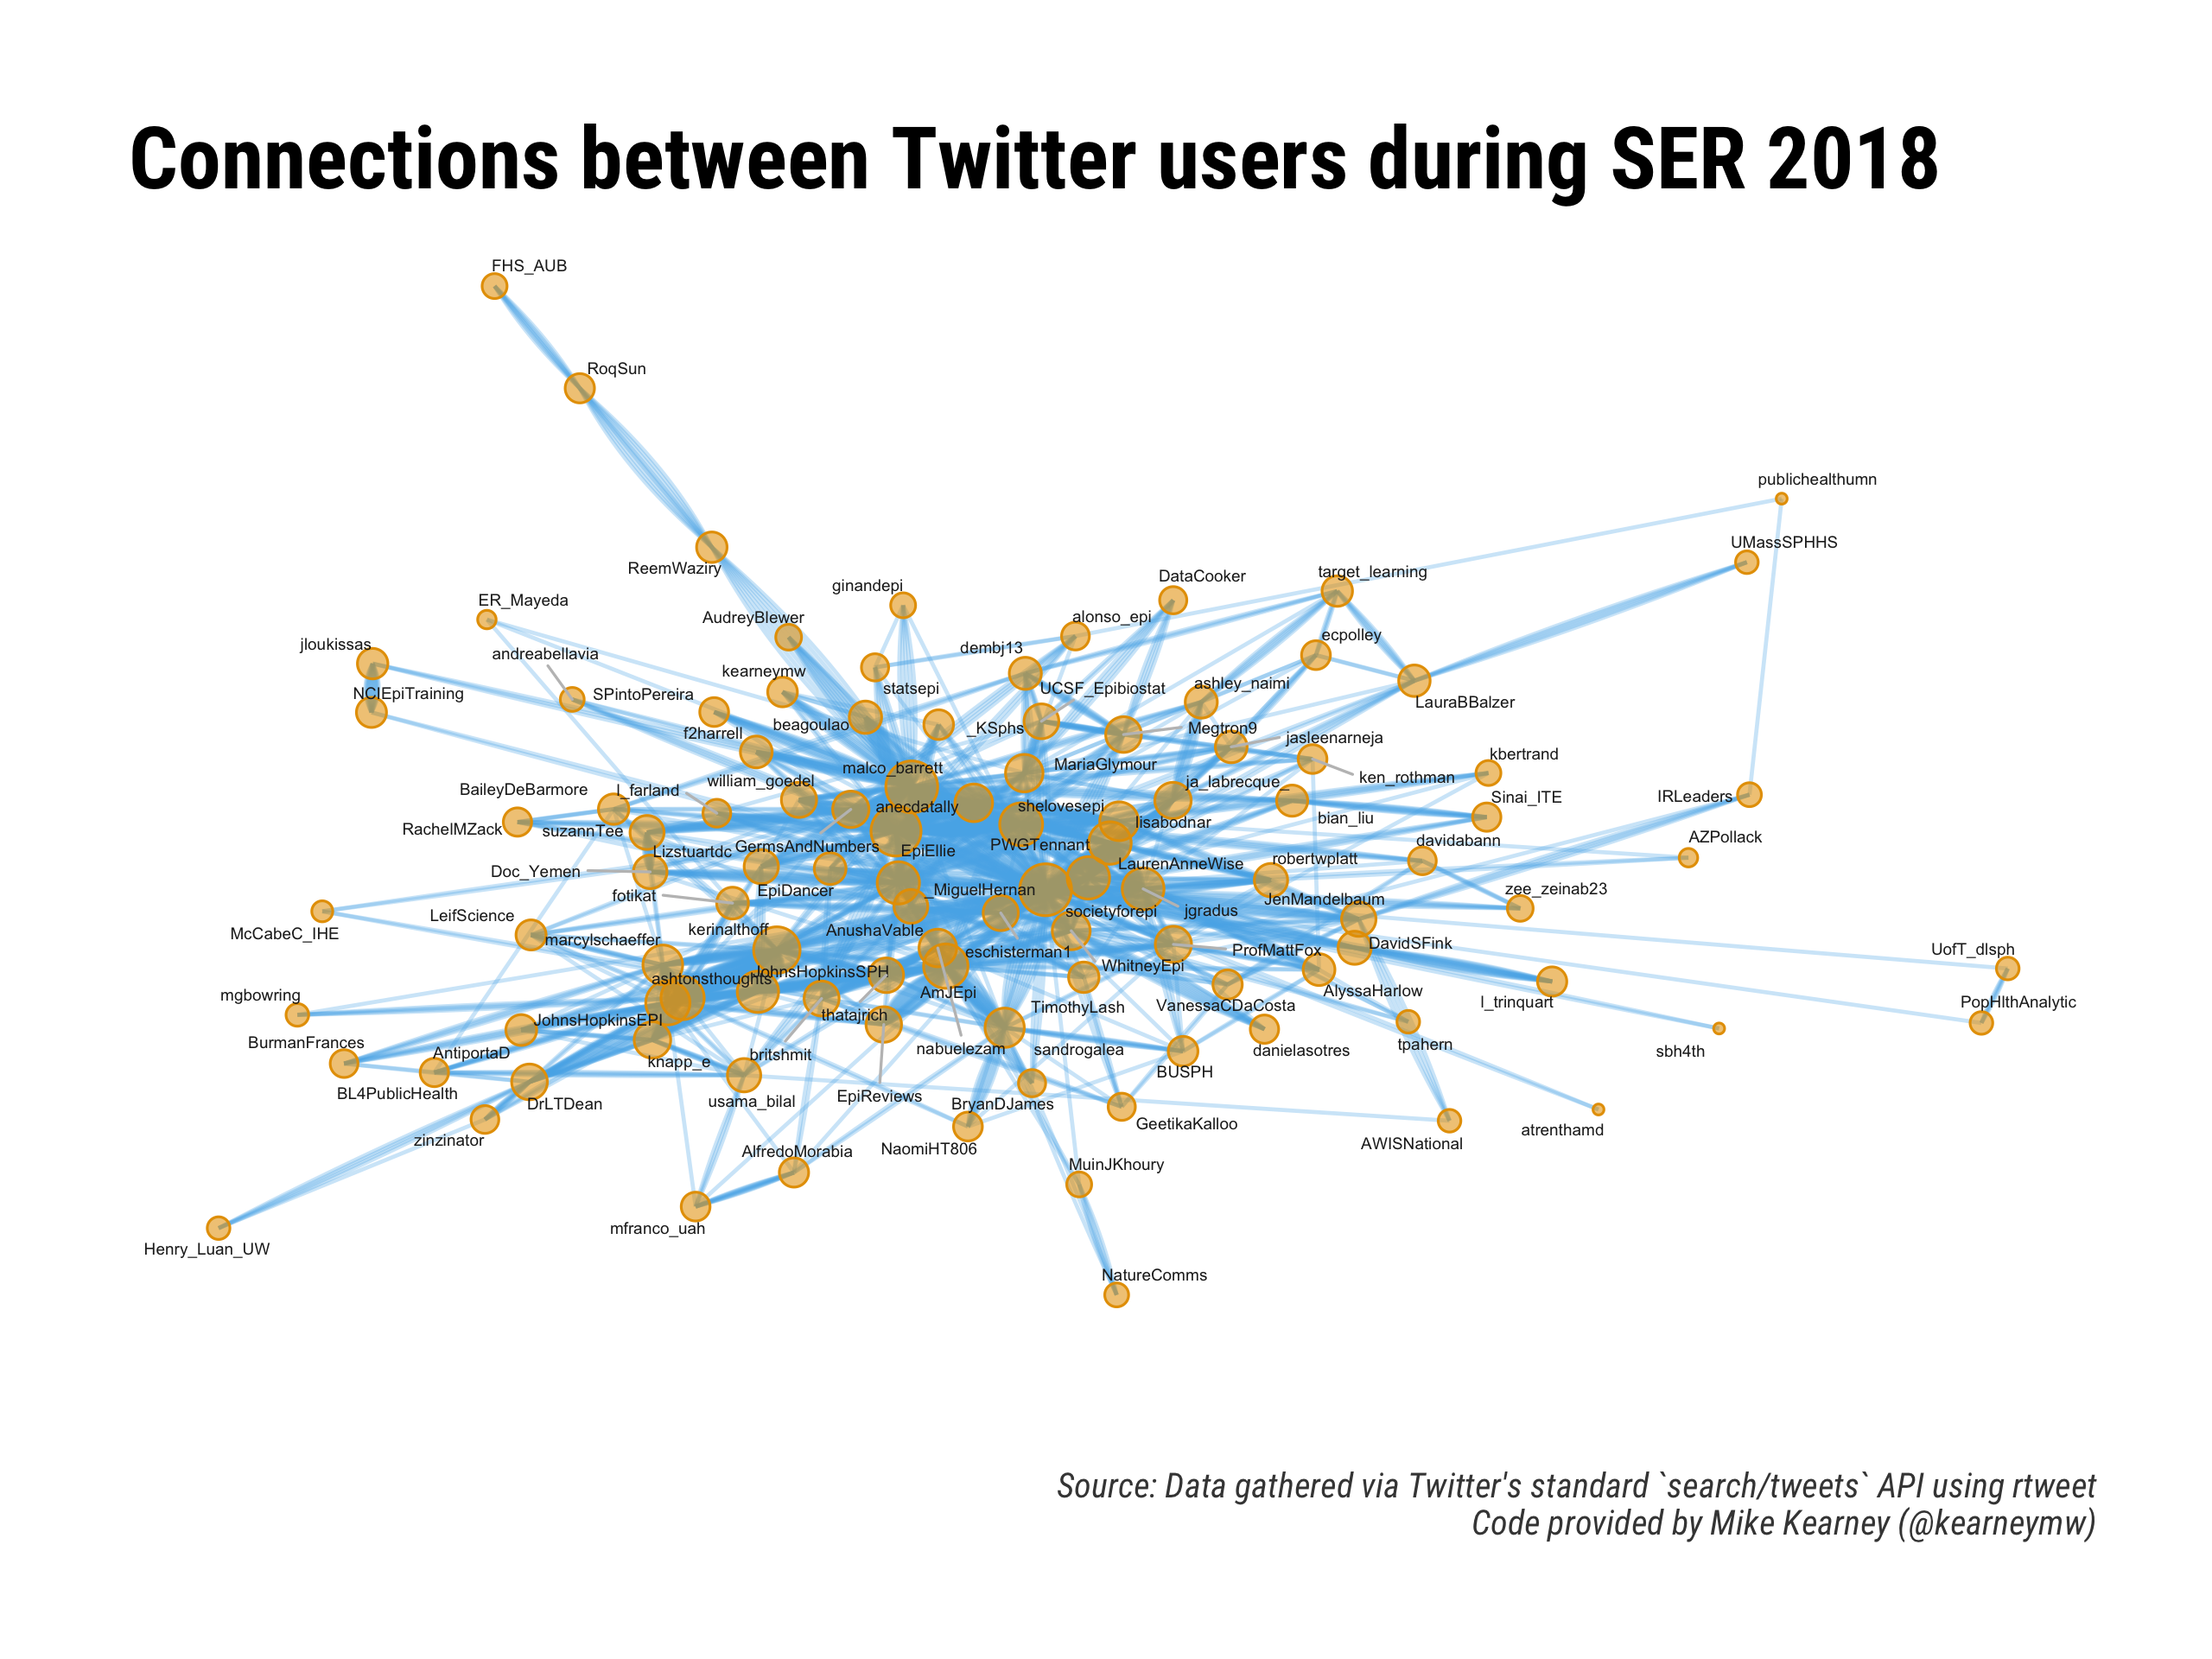 Connections between Twitter users during SER 2018
FHS_AUB
RoqSun
publichealthumn
UMassSPHHS
ReemWaziry
target_learning
DataCooker
ginandepi
ER_Mayeda
AudreyBlewer
alonso_epi
ecpolley
jloukissas
dembj13
andreabellavia
kearneymw
ashley_naimi
UCSF_Epibiostat
statsepi
NCIEpiTraining
SPintoPereira
LauraBBalzer
beagoulao
_KSphs
Megtron9
f2harrell
jasleenarneja
kbertrand
malco_barrett
MariaGlymour
ken_rothman
william_goedel
ja_labrecque_
BaileyDeBarmore
l_farland
Sinai_ITE
IRLeaders
anecdatally
shelovesepi
bian_liu
lisabodnar
RachelMZack
suzannTee
AZPollack
davidabann
PWGTennant
GermsAndNumbers
EpiEllie
Lizstuartdc
robertwplatt
LaurenAnneWise
Doc_Yemen
EpiDancer
_MiguelHernan
zee_zeinab23
fotikat
JenMandelbaum
societyforepi
jgradus
LeifScience
McCabeC_IHE
kerinalthoff
AnushaVable
marcylschaeffer
DavidSFink
UofT_dlsph
ProfMattFox
eschisterman1
WhitneyEpi
JohnsHopkinsSPH
ashtonsthoughts
AlyssaHarlow
AmJEpi
mgbowring
l_trinquart
PopHlthAnalytic
VanessaCDaCosta
TimothyLash
thatajrich
JohnsHopkinsEPI
BurmanFrances
tpahern
nabuelezam
sandrogalea
danielasotres
sbh4th
AntiportaD
britshmit
knapp_e
BUSPH
BL4PublicHealth
EpiReviews
usama_bilal
DrLTDean
BryanDJames
GeetikaKalloo
atrenthamd
zinzinator
AWISNational
NaomiHT806
AlfredoMorabia
MuinJKhoury
mfranco_uah
Henry_Luan_UW
NatureComms
Source: Data gathered via Twitter's standard `search/tweets` API using rtweet
Code provided by Mike Kearney (@kearneymw)